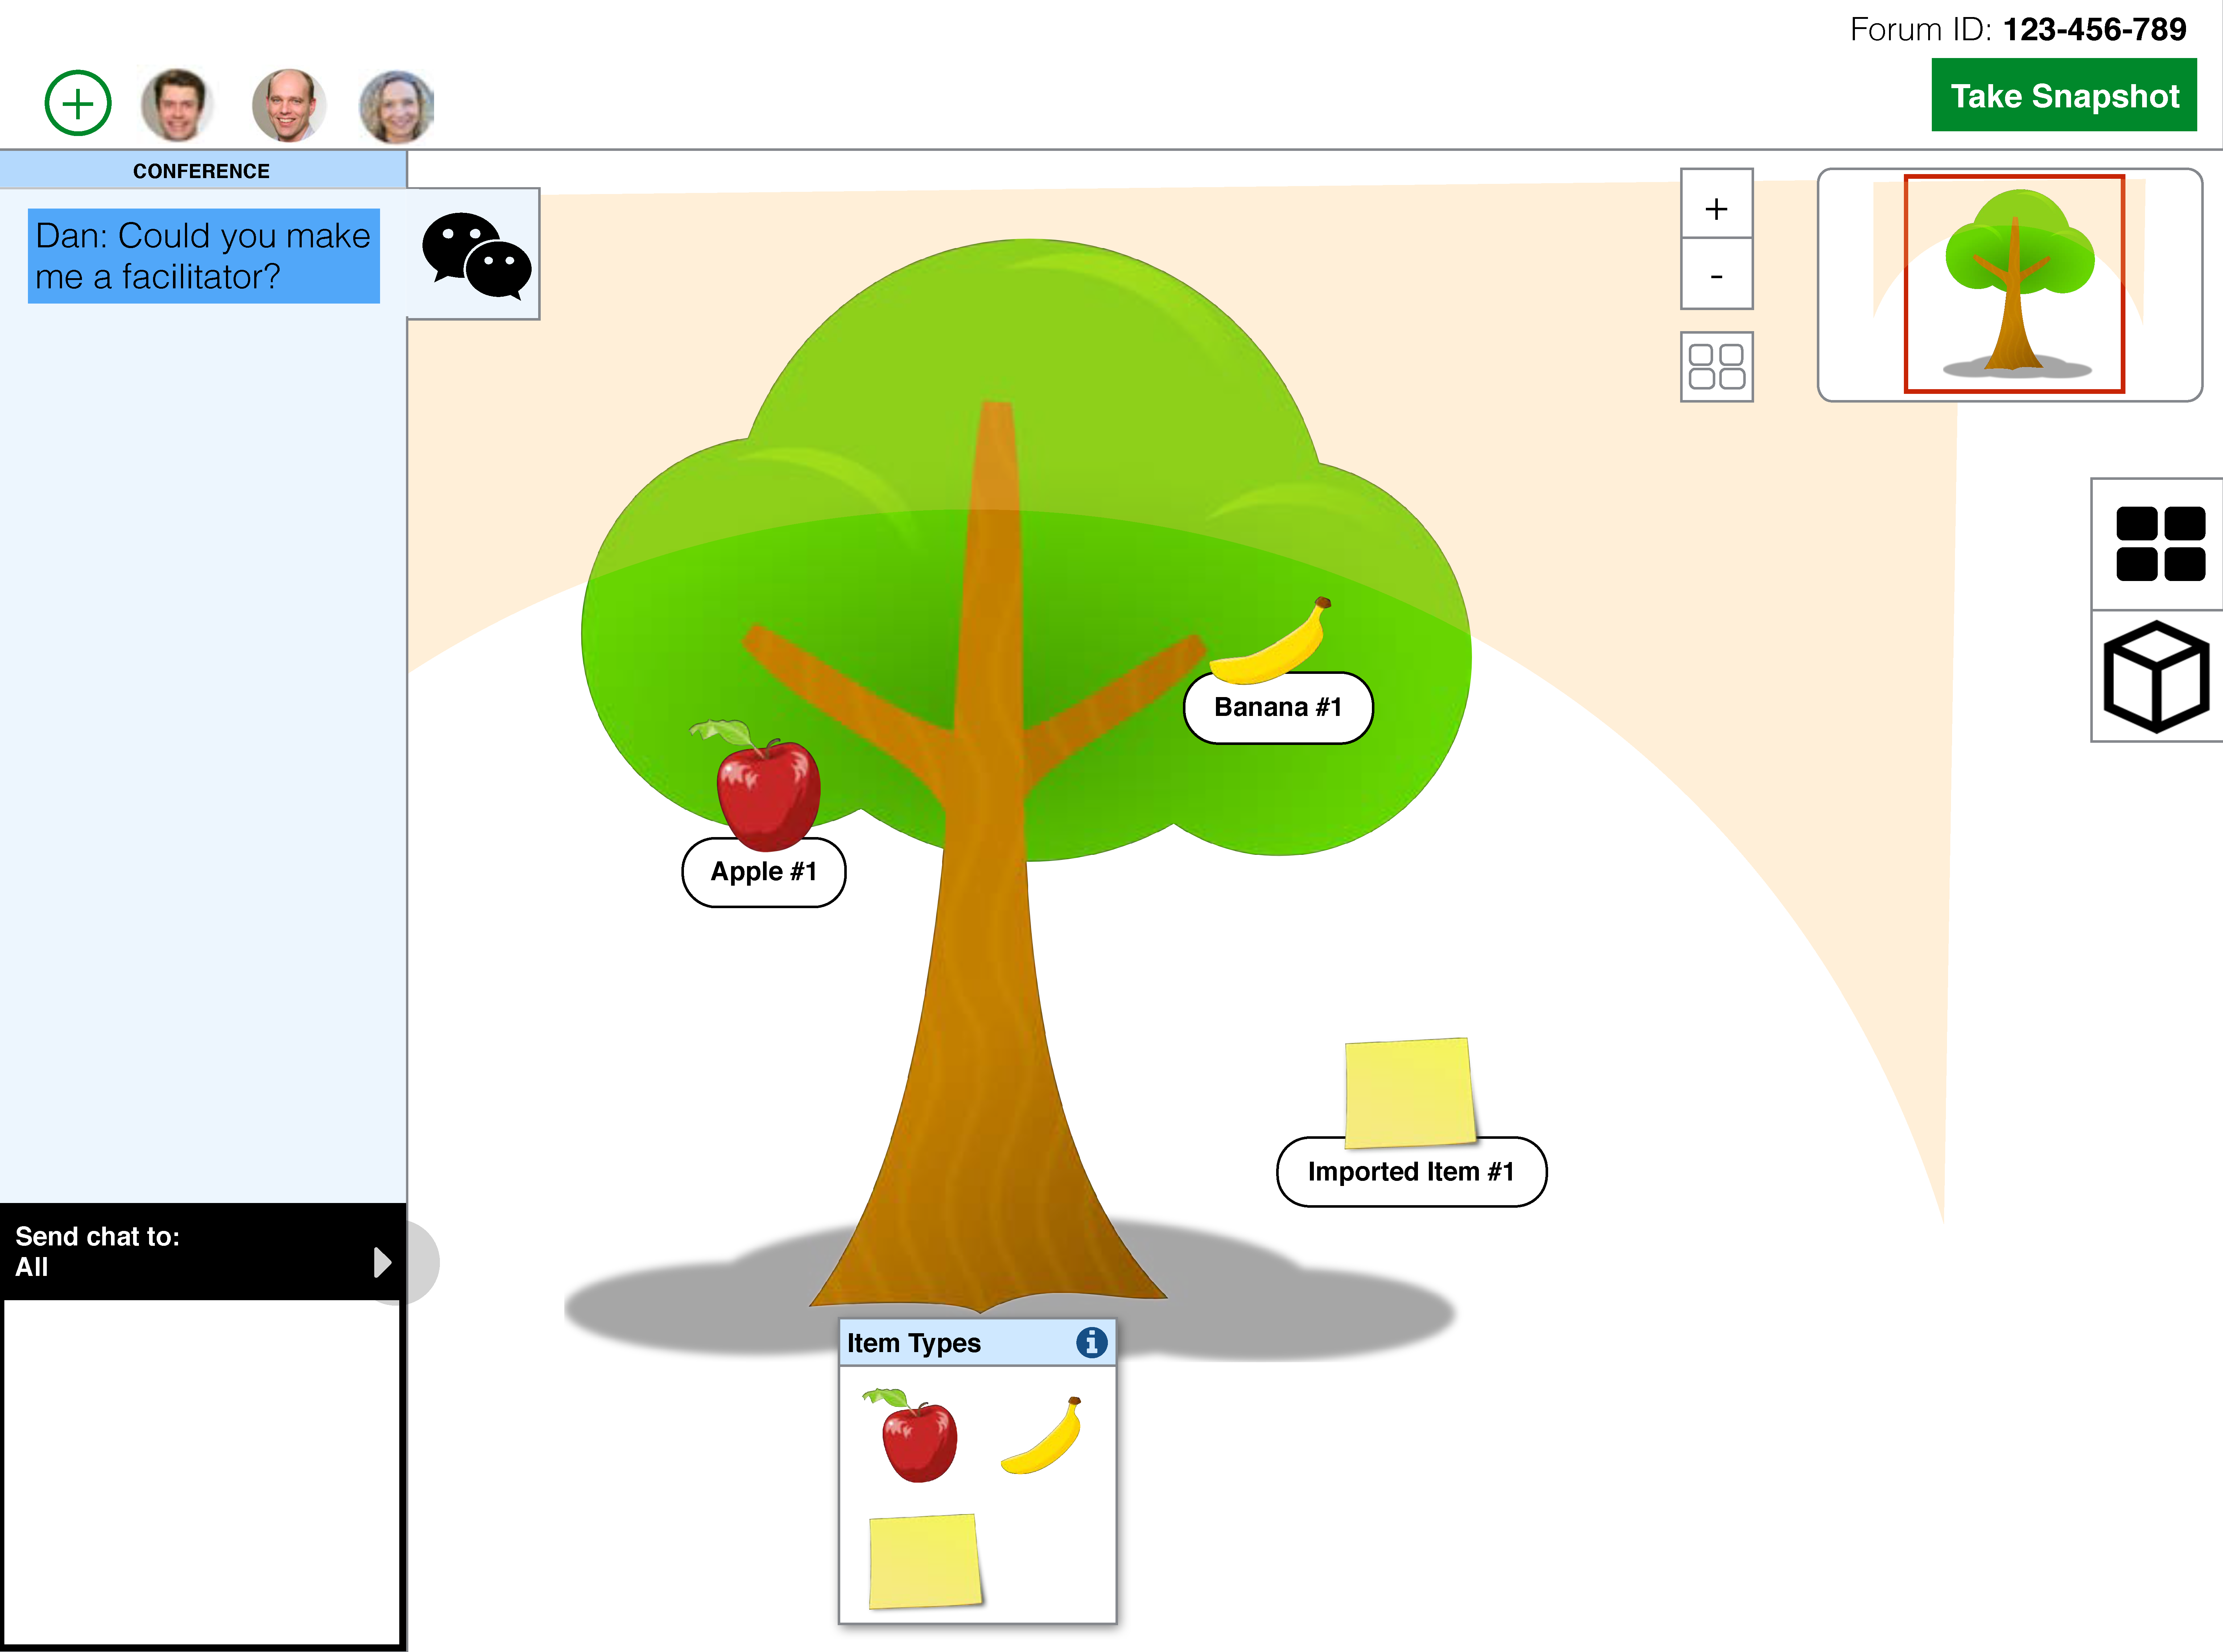 Forum ID: 123-456-789
Take Snapshot
CONFERENCE
Dan: Could you make
me a facilitator?
+
-
Banana #1
Apple #1
Imported Item #1
Send chat to:
All
Item Types
i